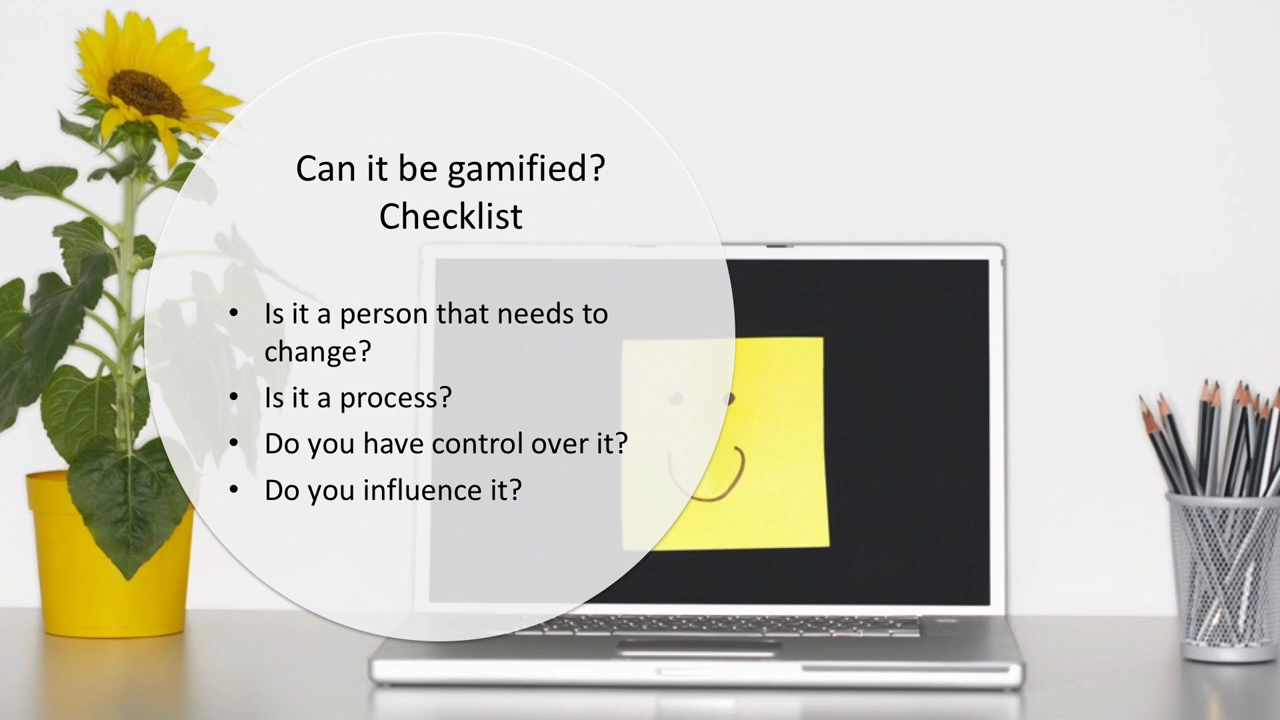 Can it be gamified?
Checklist
• Is it a person that needs to
change?
• Is it a process?
• Do you have control over it?
• Do you influence it?